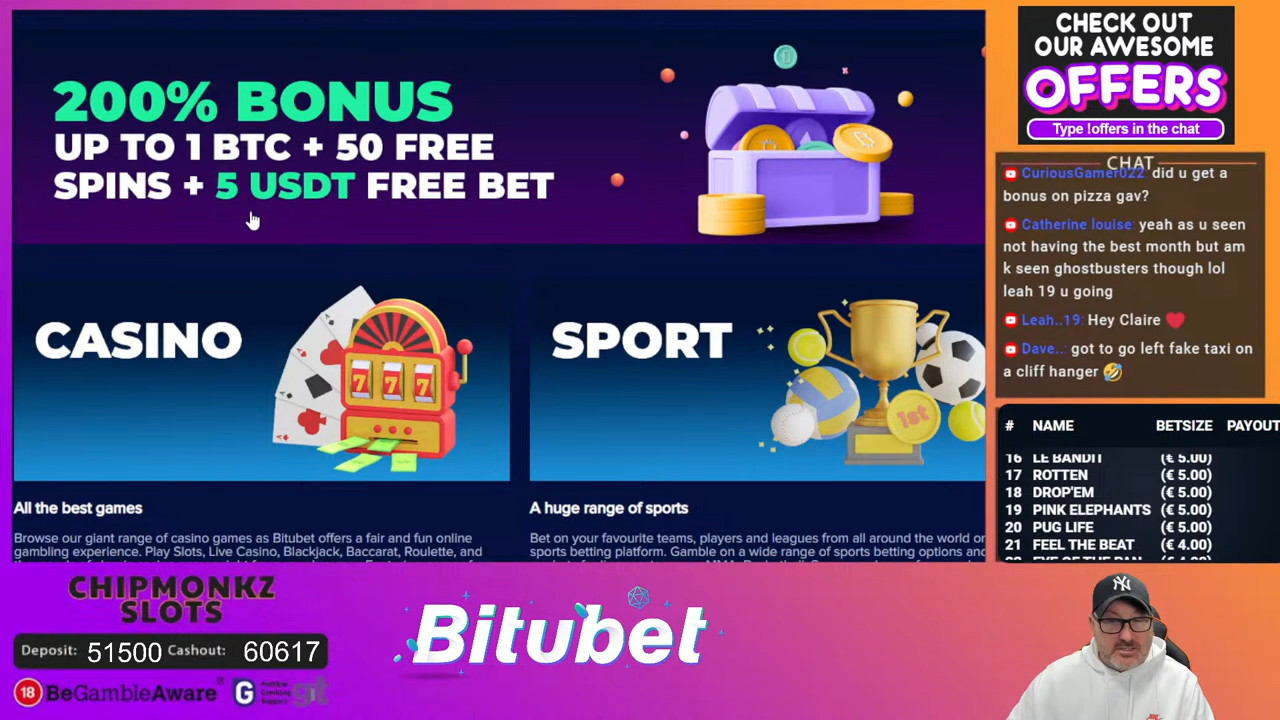 200% BONUS
UP TO 1 BTC + 50 FREE
SPINS + 5 USDT FREE BET
CASINO
SPORT
777
1st
All the best games
Browse our giant range of casino games as Bitubet offers a fair and fun online
gambling experience. Play Slots, Live Casino, Blackjack, Baccarat, Roulette, and
A huge range of sports
Bet on your favourite teams, players and leagues from all around the world or
sports betting platform. Gamble on a wide range of sports betting options and
CHECK OUT
OUR AWESOME
OFFERS
Type !offers in the chat
CHAT
CuriousGamer022 did u get a
bonus on pizza gav?
Catherine louise: yeah as u seen
not having the best month but am
k seen ghostbusters though lol
leah 19 u going
Leah..19: Hey Claire
Dave..: got to go left fake taxi on
a cliff hanger
# NAME BETSIZE PAYOUT
16 LE BANDIT (€ 5.00)
17 ROTTEN (€ 5.00)
18 DROP'EM (€ 5.00)
19 PINK ELEPHANTS (€ 5.00)
20 PUG LIFE (€ 5.00)
21 FEEL THE BEAT (€ 4.00)
CHIPMONKZ
SLOTS
Deposit: 51500 Cashout: 60617
18 BeGambleAware
Bitubet
NY